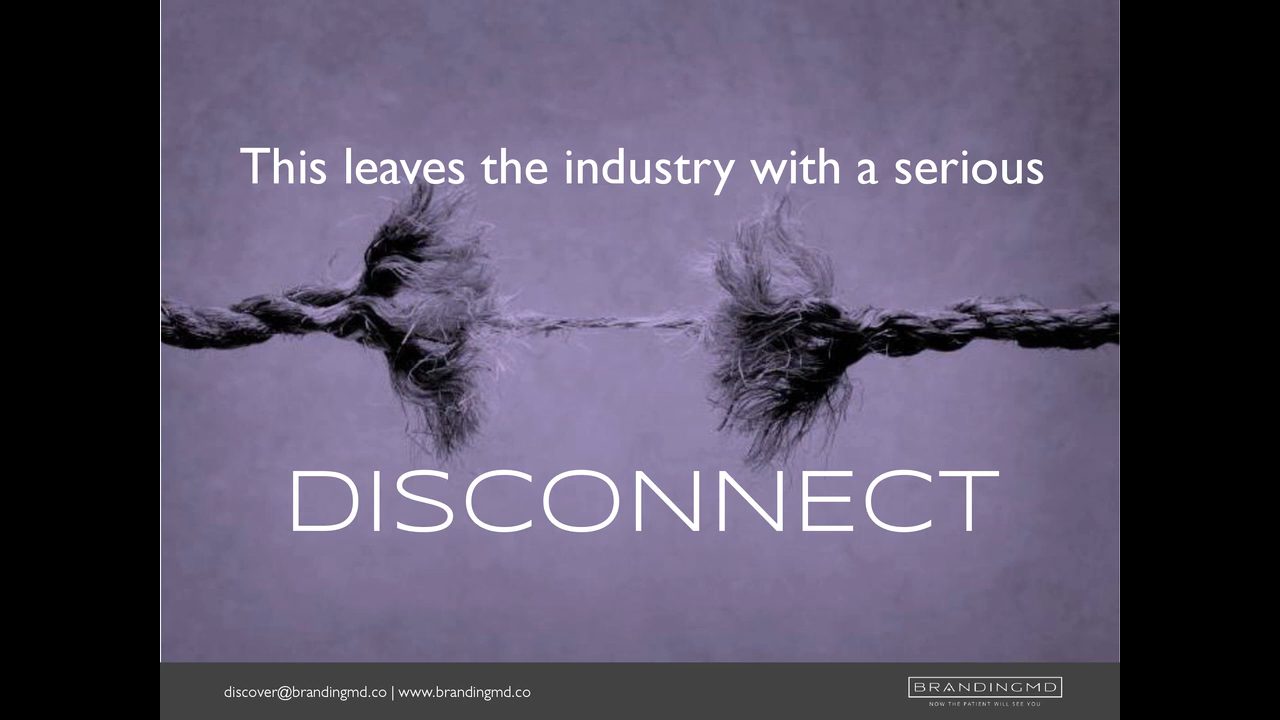 This leaves the industry with a serious
DISCONNECT
discover@brandingmd.co | www.brandingmd.co
BRANDINGMD
NOW THE PATIENT WILL SEE YOU